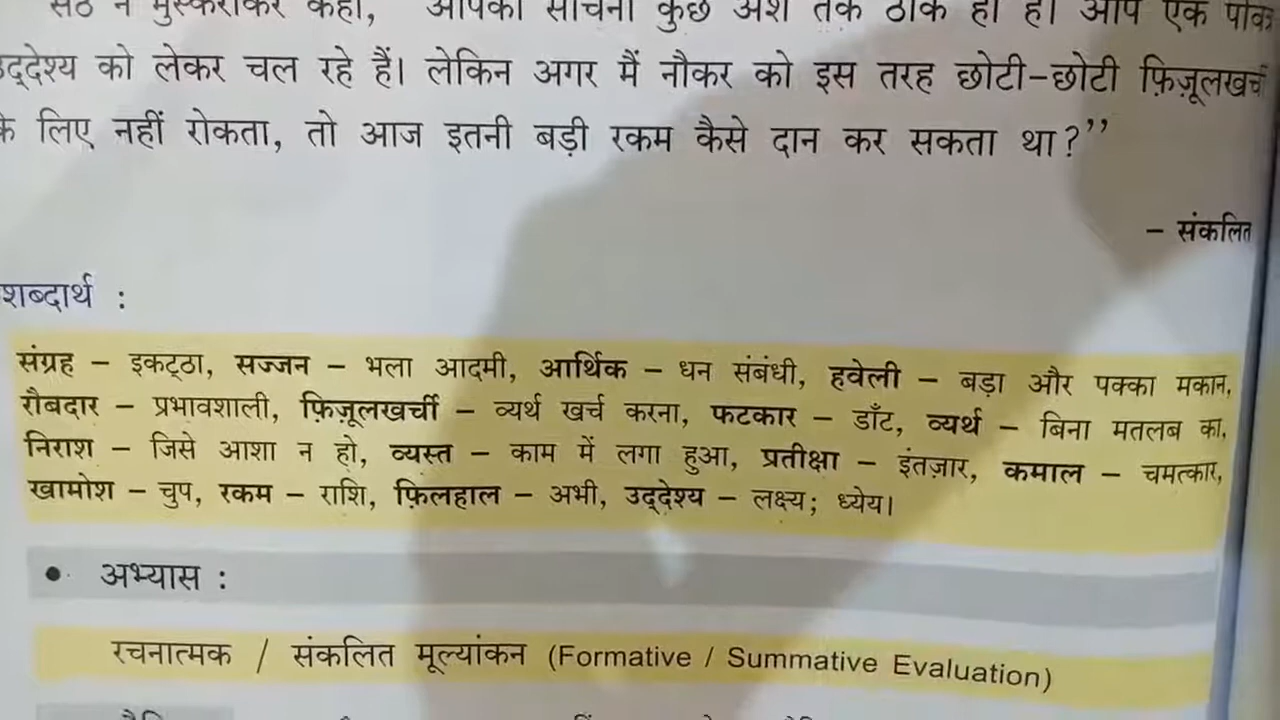 सेठ ने मुस्कराकर कहा, "आपका सोचना कुछ अंश तक ठीक ही है। आप एक
उद्देश्य को लेकर चल रहे हैं। लेकिन अगर मैं नौकर को इस तरह छोटी-छोटी फ़िज़ूलखर्ची
के लिए नहीं रोकता, तो आज इतनी बड़ी रकम कैसे दान कर सकता था?”
– संकलित
शब्दार्थ :
संग्रह – इकट्ठा, सज्जन – भला आदमी, आर्थिक – धन संबंधी, हवेली – बड़ा और पक्का मकान,
रौबदार – प्रभावशाली, फ़िज़ूलखर्ची – व्यर्थ खर्च करना, फटकार – डाँट, व्यर्थ – बिना मतलब का,
निराश – जिसे आशा न हो, व्यस्त – काम में लगा हुआ, प्रतीक्षा – इंतज़ार, कमाल – चमत्कार,
खामोश – चुप, रकम – राशि, फ़िलहाल – अभी, उद्देश्य – लक्ष्य; ध्येय।
• अभ्यास :
रचनात्मक / संकलित मूल्यांकन (Formative / Summative Evaluation)